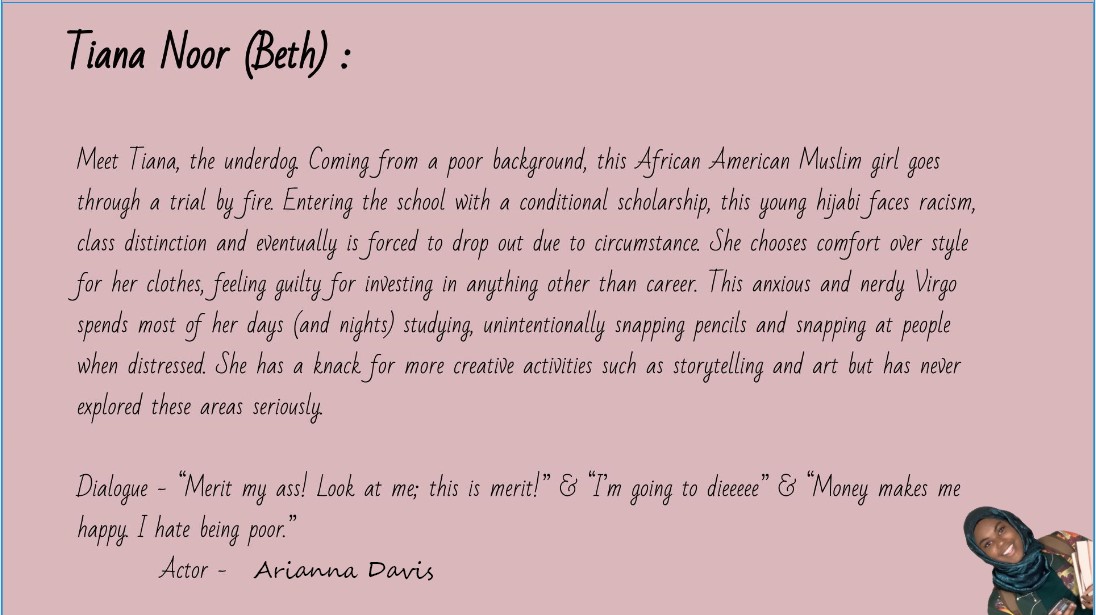 Tiana Noor (Beth) :
Meet Tiana, the underdog. Coming from a poor background, this African American Muslim girl goes
through a trial by fire. Entering the school with a conditional scholarship, this young hijabi faces racism,
class distinction and eventually is forced to drop out due to circumstance. She chooses comfort over style
for her clothes, feeling guilty for investing in anything other than career. This anxious and nerdy Virgo
spends most of her days (and nights) studying, unintentionally snapping pencils and snapping at people
when distressed. She has a knack for more creative activities such as storytelling and art but has never
explored these areas seriously.
Dialogue - “Merit my ass! Look at me; this is merit!” & “I’m going to dieeeee” & “Money makes me
happy. I hate being poor.”
Actor - Arianna Davis